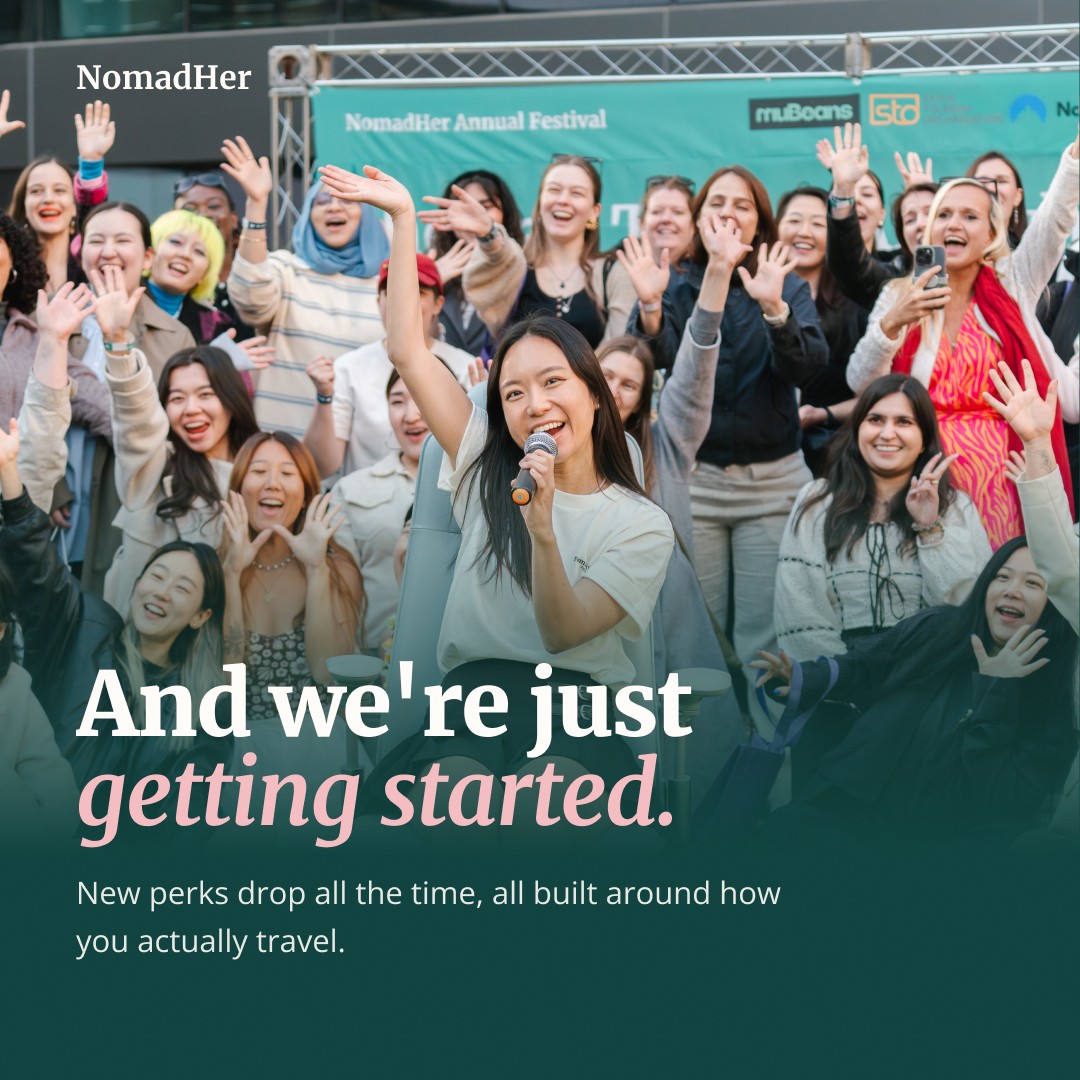 NomadHer
NomadHer Annual Festival
muBeans
std
No
And we're just
getting started.
New perks drop all the time, all built around how
you actually travel.